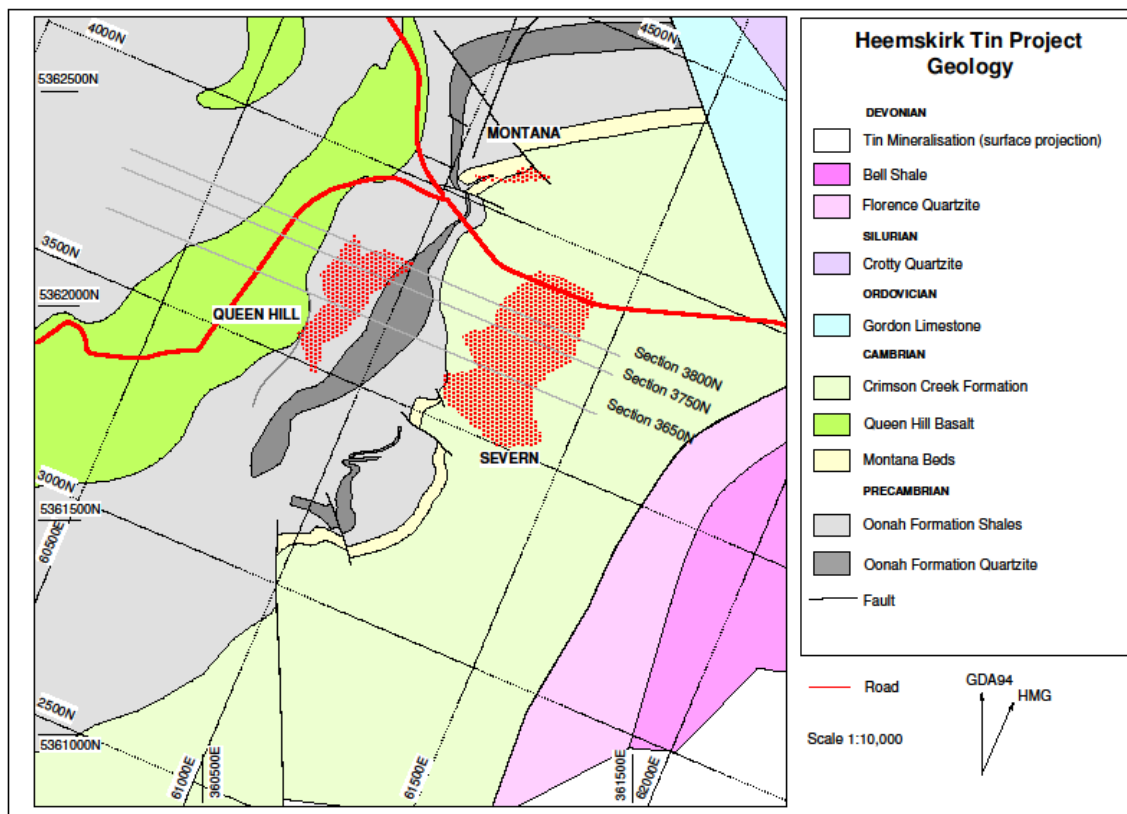 Heemskirk Tin Project
Geology
DEVONIAN
Tin Mineralisation (surface projection)
Bell Shale
Florence Quartzite
SILURIAN
Crotty Quartzite
ORDOVICIAN
Gordon Limestone
CAMBRIAN
Crimson Creek Formation
Queen Hill Basalt
Montana Beds
PRECAMBRIAN
Oonah Formation Shales
Oonah Formation Quartzite
Fault
Road
GDA94
HMG
Scale 1:10,000
4000N
4500N
5362500N
MONTANA
3500N
5362000N
QUEEN HILL
Section 3800N
Section 3750N
Section 3650N
SEVERN
3000N
5361500N
60500E
2500N
5361000N
61000E
360500E
61500E
361500E
62000E